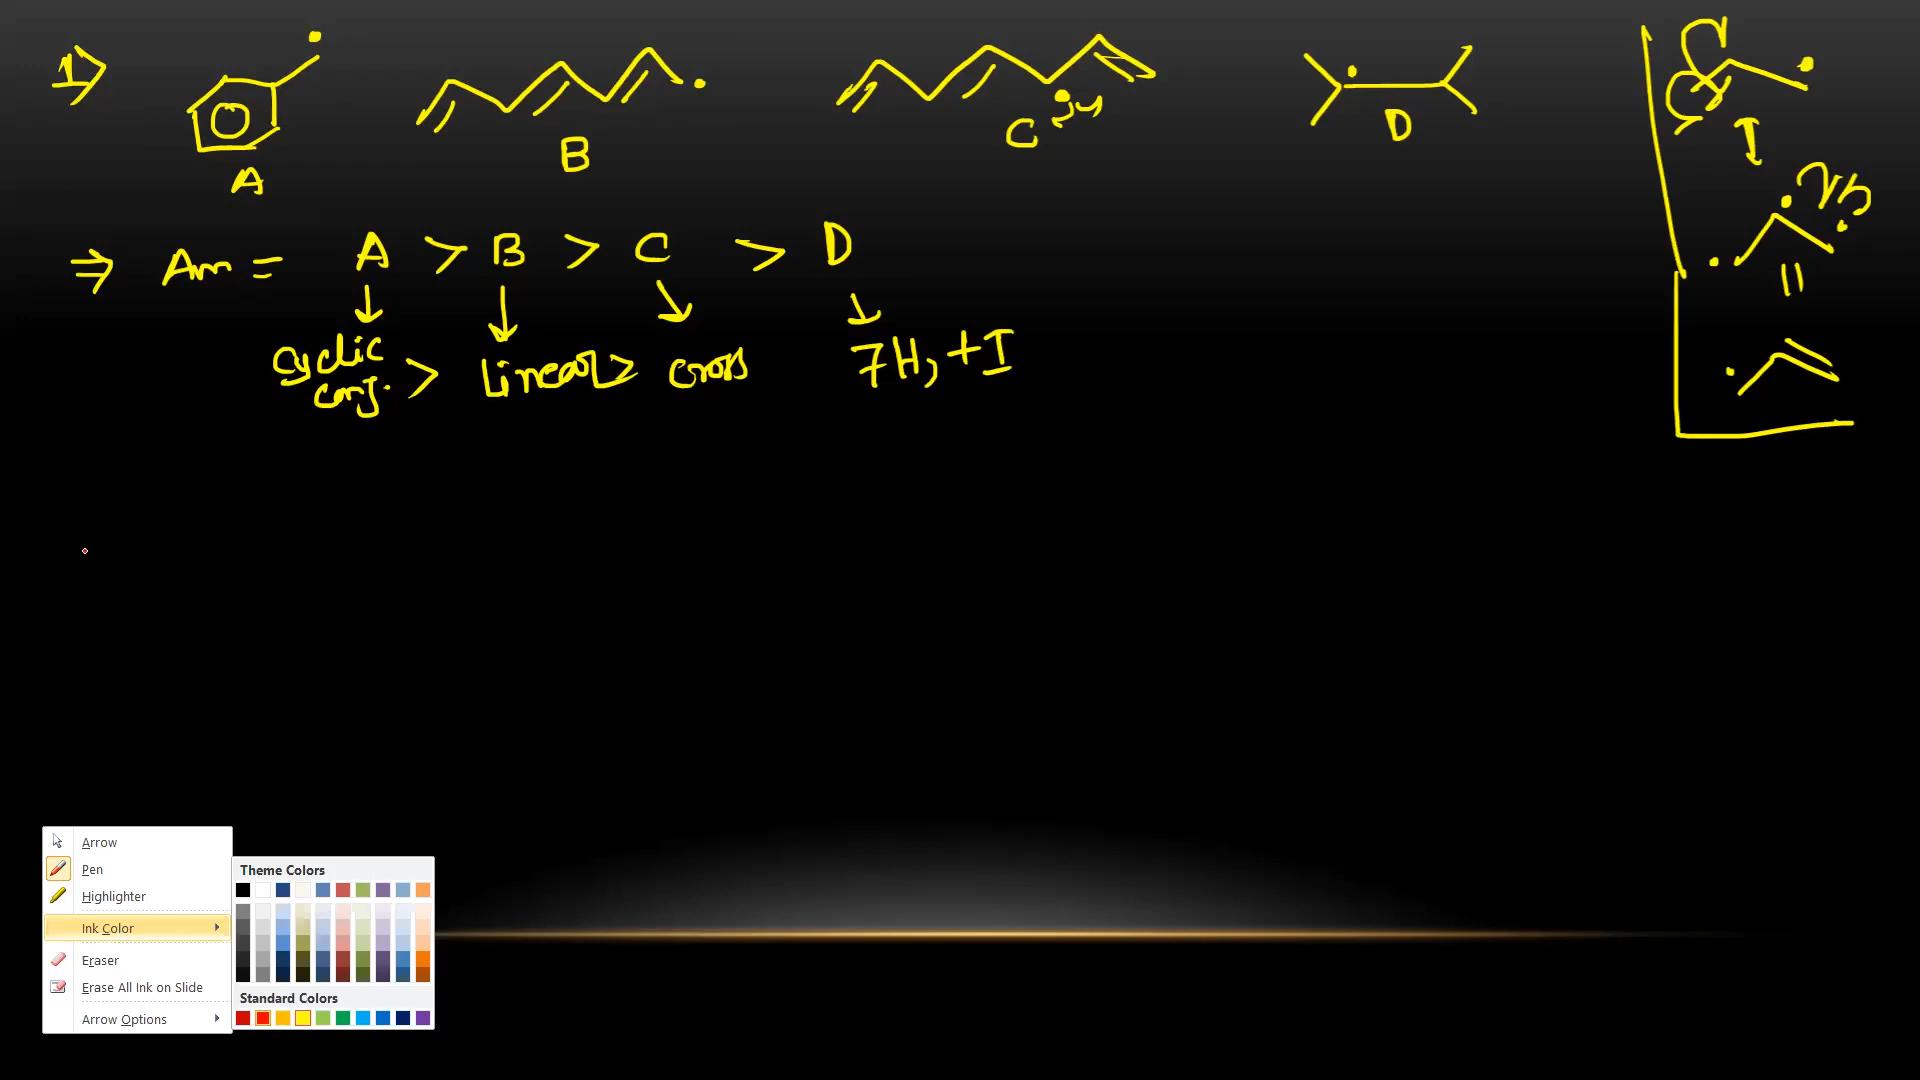 1>
A
B
C
D
I
⇒ Ans = A > B > C > D
cyclic conj. > linear > cross
7H, +I
Arrow
Pen
Highlighter
Ink Color
Eraser
Erase All Ink on Slide
Arrow Options
Theme Colors
Standard Colors